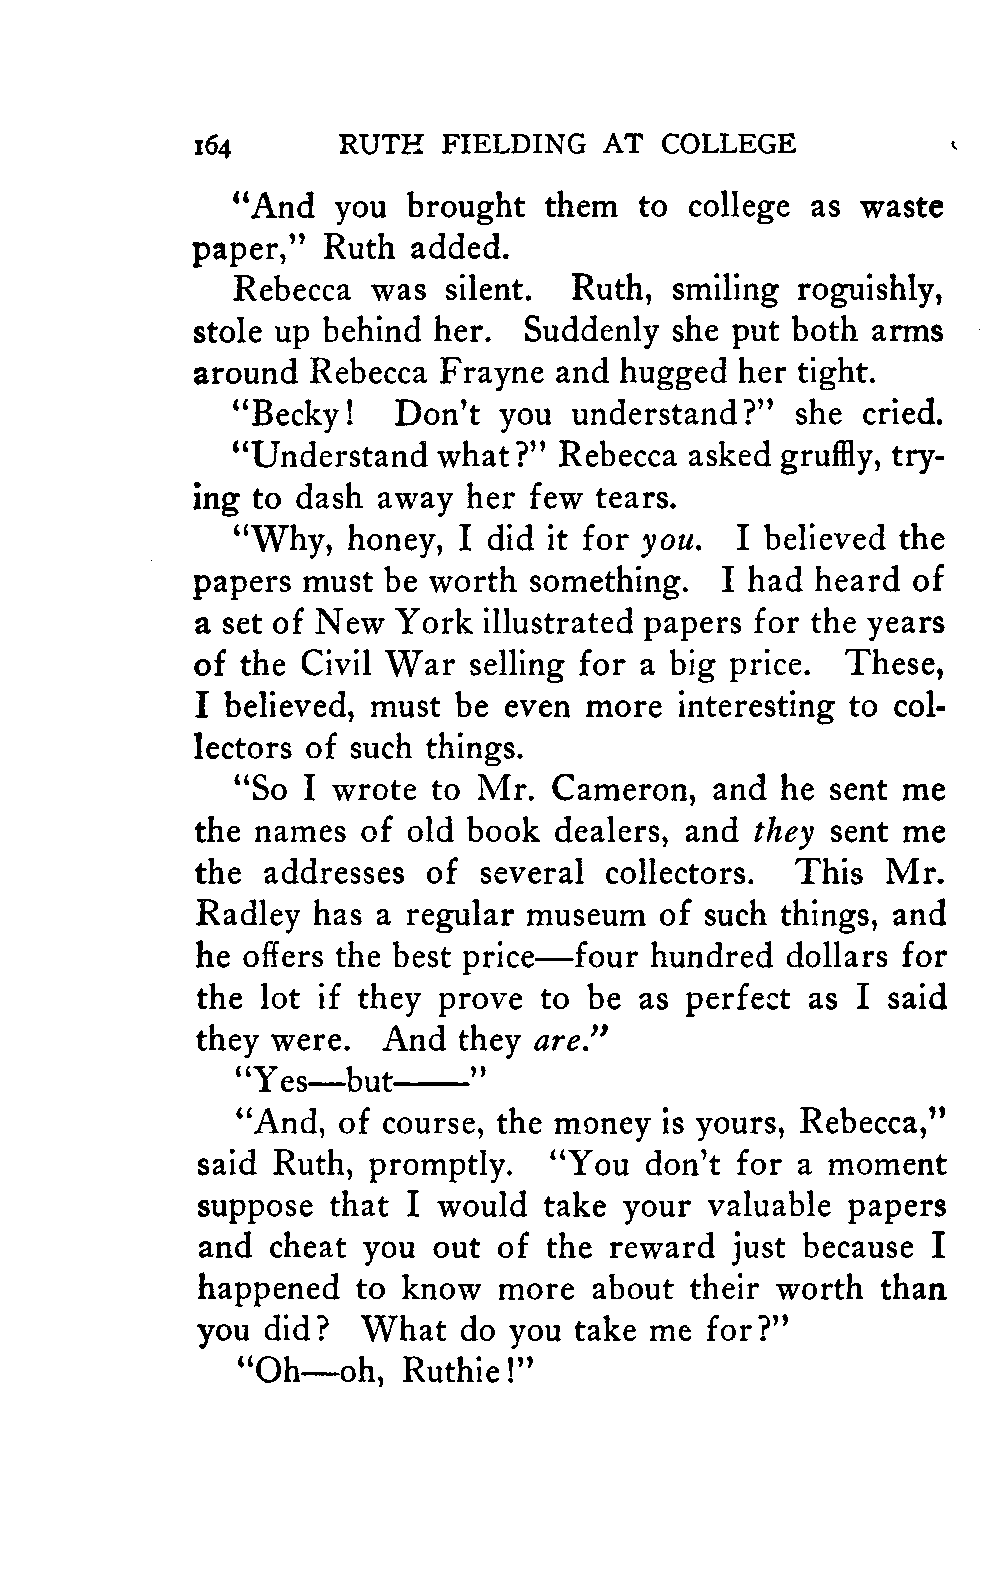 164 RUTH FIELDING AT COLLEGE
"And you brought them to college as waste
paper," Ruth added.
Rebecca was silent. Ruth, smiling roguishly,
stole up behind her. Suddenly she put both arms
around Rebecca Frayne and hugged her tight.
"Becky! Don't you understand?" she cried.
"Understand what?" Rebecca asked gruffly, try-
ing to dash away her few tears.
"Why, honey, I did it for you. I believed the
papers must be worth something. I had heard of
a set of New York illustrated papers for the years
of the Civil War selling for a big price. These,
I believed, must be even more interesting to col-
lectors of such things.
"So I wrote to Mr. Cameron, and he sent me
the names of old book dealers, and they sent me
the addresses of several collectors. This Mr.
Radley has a regular museum of such things, and
he offers the best price—four hundred dollars for
the lot if they prove to be as perfect as I said
they were. And they are."
"Yes—but——"
"And, of course, the money is yours, Rebecca,"
said Ruth, promptly. "You don't for a moment
suppose that I would take your valuable papers
and cheat you out of the reward just because I
happened to know more about their worth than
you did? What do you take me for?"
"Oh—oh, Ruthie!"